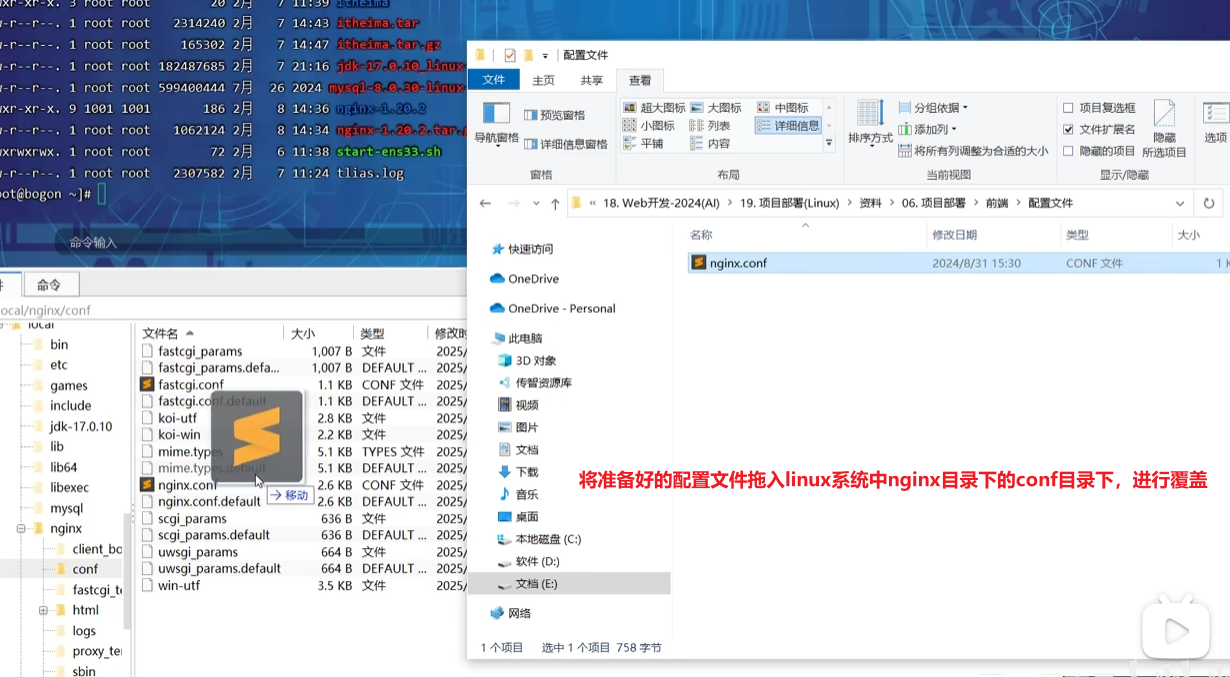 xr-xr-x. 3 root root 20 2月 7 11:39 itheima
w-r--r--. 1 root root 2314240 2月 7 14:43 itheima.tar
w-r--r--. 1 root root 165302 2月 7 14:47 itheima.tar.gz
w-r--r--. 1 root root 182487685 2月 7 21:16 jdk-17.0.10_linux-
w-r--r--. 1 root root 599400444 7月 26 2024 mysql-8.0.30-linux-
wxr-xr-x. 9 1001 1001 186 2月 8 14:36 nginx-1.20.2
w-r--r--. 1 root root 1062124 2月 8 14:34 nginx-1.20.2.tar.
wxrwxrwx. 1 root root 72 2月 6 11:38 start-ens33.sh
w-r--r--. 1 root root 2307582 2月 7 11:24 tlias.log
oot@bogon ~]#
命令输入
命令
ocal/nginx/conf
local
bin
etc
games
include
jdk-17.0.10
lib
lib64
libexec
mysql
nginx
client_bo
conf
fastcgi_te
html
logs
proxy_te
sbin
文件名 大小 类型 修改时
fastcgi_params 1,007 B 文件 2025/
fastcgi_params.defa... 1,007 B DEFAULT ... 2025/
fastcgi.conf 1.1 KB CONF 文件 2025/
fastcgi.conf.default 1.1 KB DEFAULT ... 2025/
koi-utf 2.8 KB 文件 2025/
koi-win 2.2 KB 文件 2025/
mime.types 5.1 KB TYPES 文件 2025/
mime.types.default 5.1 KB DEFAULT ... 2025/
nginx.conf 2.6 KB CONF 文件 2025/
nginx.conf.default 2.6 KB DEFAULT ... 2025/
scgi_params 636 B 文件 2025/
scgi_params.default 636 B DEFAULT ... 2025/
uwsgi_params 664 B 文件 2025/
uwsgi_params.default 664 B DEFAULT ... 2025/
win-utf 3.5 KB 文件 2025/
移动
配置文件
文件 主页 共享 查看
导航窗格
预览窗格
详细信息窗格
窗格
超大图标 大图标 中图标
小图标 列表 详细信息
平铺 内容
布局
排序方式
分组依据
添加列
将所有列调整为合适的大小
当前视图
项目复选框
文件扩展名
隐藏的项目
隐藏
所选项目
显示/隐藏
选项
« 18. Web开发-2024(AI) › 19. 项目部署(Linux) › 资料 › 06. 项目部署 › 前端 › 配置文件
快速访问
OneDrive
OneDrive - Personal
此电脑
3D 对象
传智资源库
视频
图片
文档
下载
音乐
桌面
本地磁盘 (C:)
软件 (D:)
文档 (E:)
网络
名称 修改日期 类型 大小
nginx.conf 2024/8/31 15:30 CONF 文件 1 K
将准备好的配置文件拖入linux系统中nginx目录下的conf目录下，进行覆盖
1 个项目 选中 1 个项目 758 字节